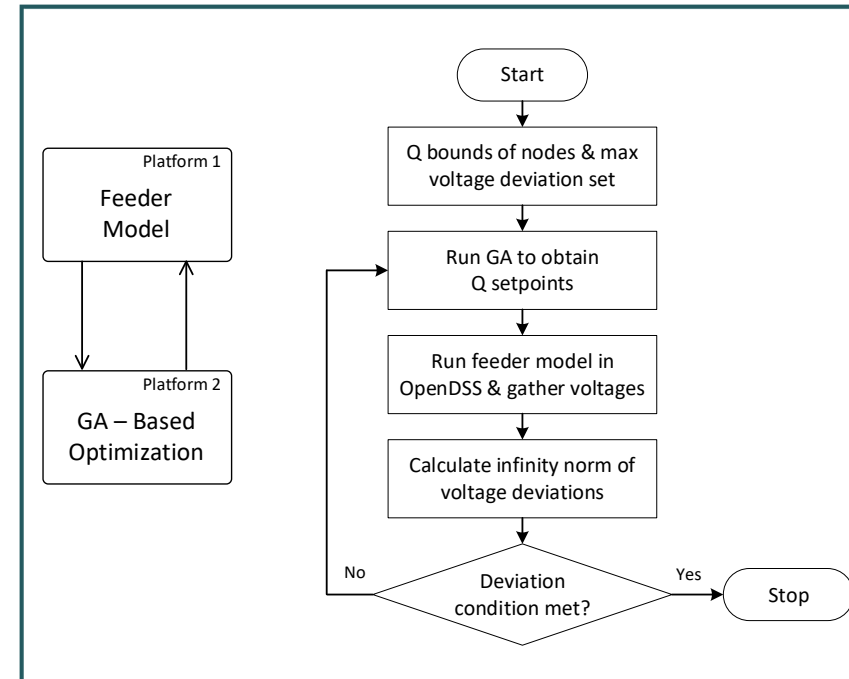 Platform 1
Feeder
Model
Platform 2
GA – Based
Optimization
Start
Q bounds of nodes & max
voltage deviation set
Run GA to obtain
Q setpoints
Run feeder model in
OpenDSS & gather voltages
Calculate infinity norm of
voltage deviations
Deviation
condition met?
No
Yes
Stop